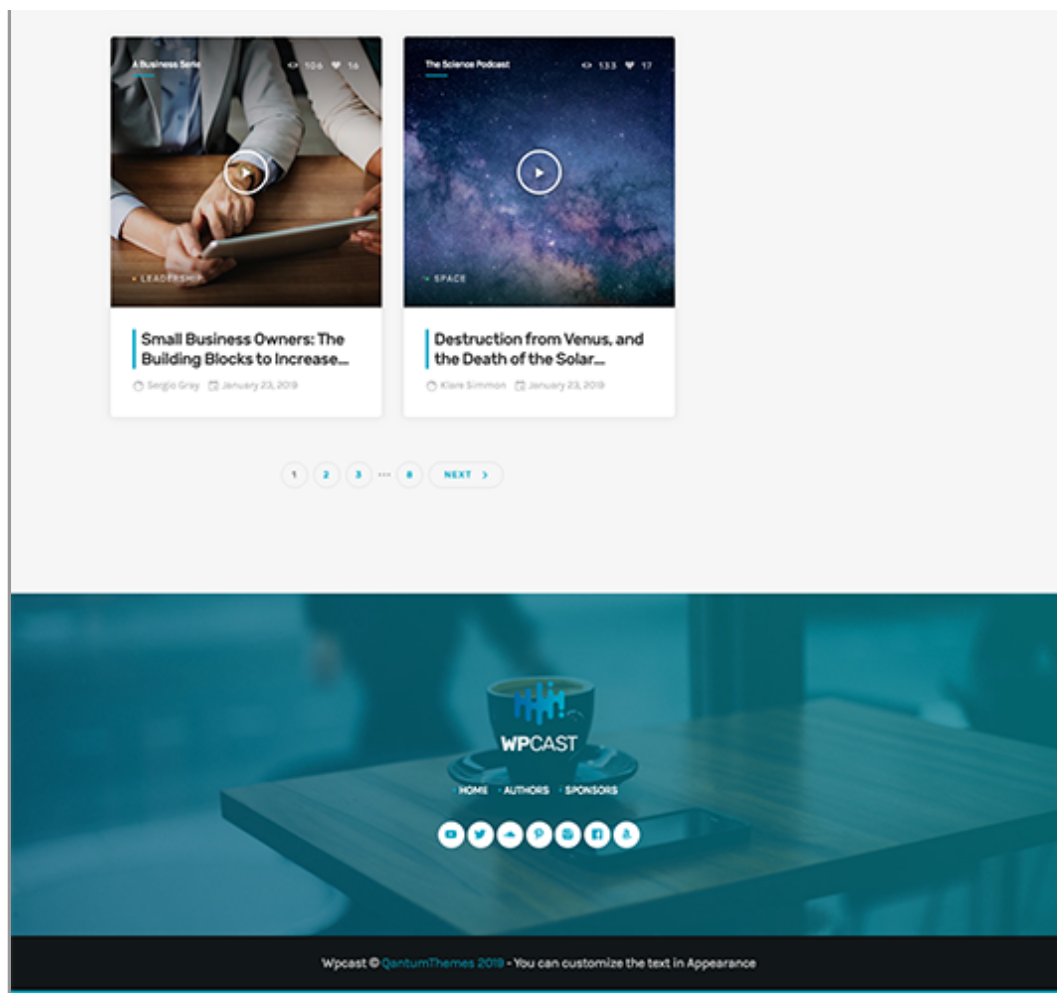 A Business Serie 106 16
LEADERSHIP
Small Business Owners: The
Building Blocks to Increase...
Sergio Gray January 23, 2019
The Science Podcast 133 17
SPACE
Destruction from Venus, and
the Death of the Solar...
Klare Simmon January 23, 2019
1 2 3 ... 8 NEXT >
WPCAST
HOME AUTHORS SPONSORS
Wpcast © QantumThemes 2019 - You can customize the text in Appearance